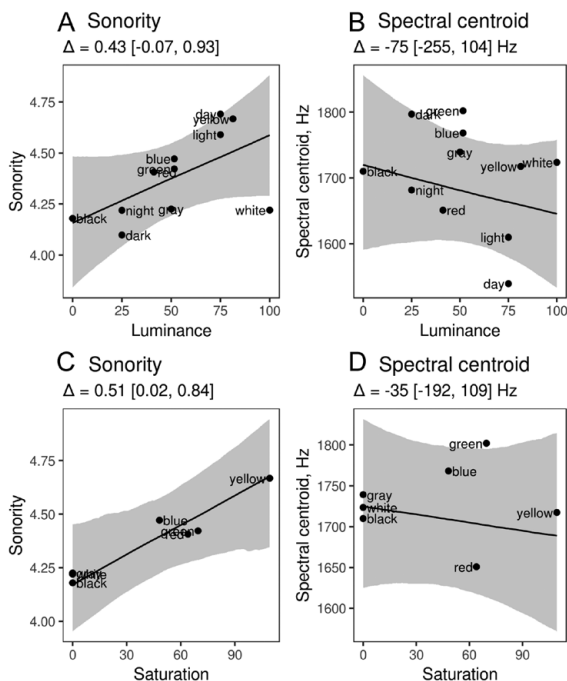 A Sonority
Δ = 0.43 [-0.07, 0.93]
Sonority
4.75
4.50
4.25
4.00
day
yellow
light
blue
green
red
night
gray
white
black
dark
0 25 50 75 100
Luminance
B Spectral centroid
Δ = -75 [-255, 104] Hz
Spectral centroid, Hz
1800
1700
1600
green
dark
blue
gray
yellow
white
black
night
red
light
day
0 25 50 75 100
Luminance
C Sonority
Δ = 0.51 [0.02, 0.84]
Sonority
4.75
4.50
4.25
4.00
yellow
blue
green
red
gray
white
black
0 30 60 90
Saturation
D Spectral centroid
Δ = -35 [-192, 109] Hz
Spectral centroid, Hz
1800
1700
1600
green
blue
gray
white
yellow
black
red
0 30 60 90
Saturation